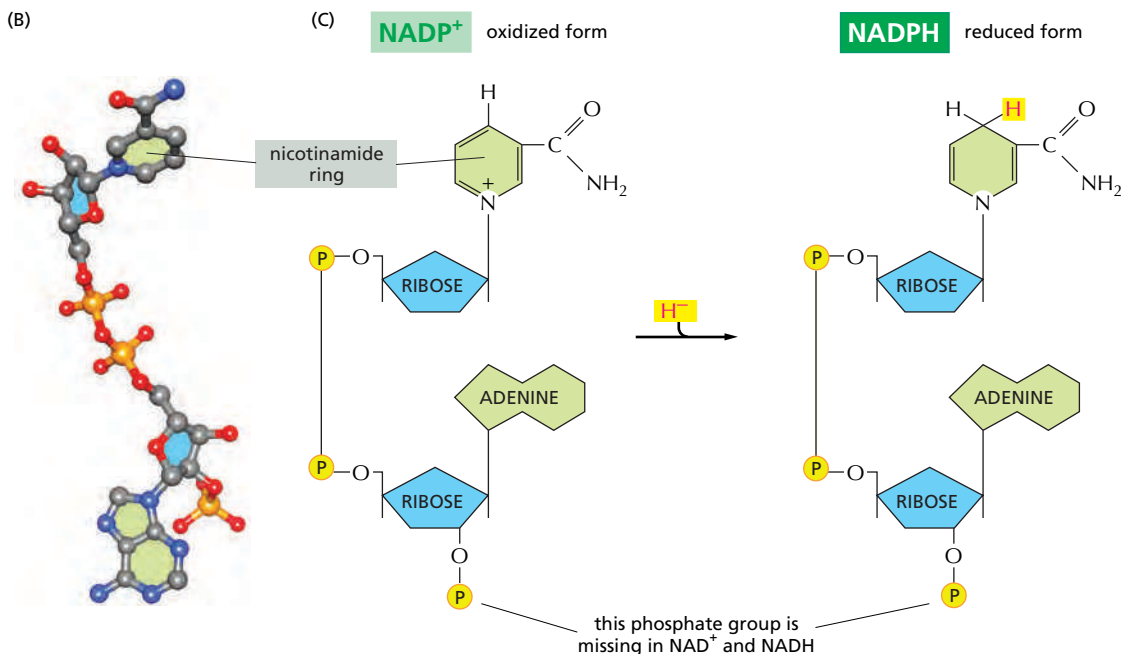 (B)
(C)
NADP⁺ oxidized form
NADPH reduced form
H
O
C
NH₂
+
N
nicotinamide
ring
H H
O
C
NH₂
N
P O
RIBOSE
P O
RIBOSE
H⁻
ADENINE
ADENINE
P O
RIBOSE
P O
RIBOSE
O
O
P
P
this phosphate group is
missing in NAD⁺ and NADH